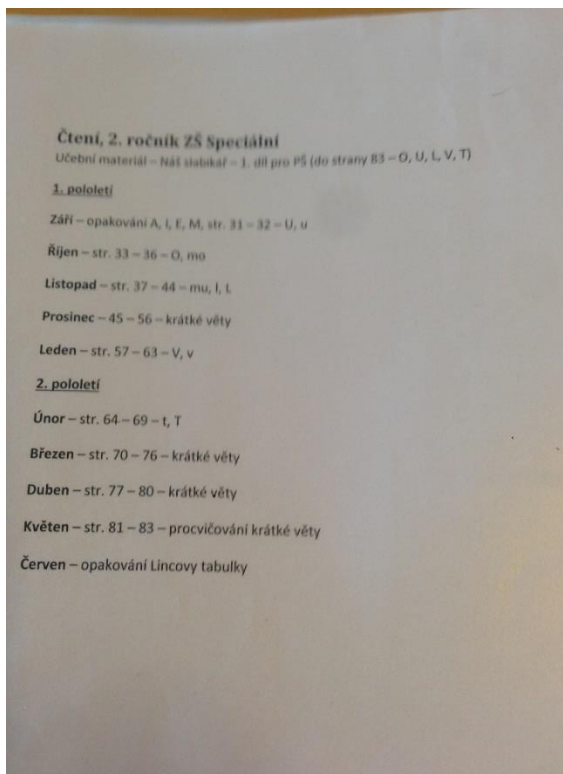 Čtení, 2. ročník ZŠ Speciální
Učební materiál – Náš slabikář – 1. díl pro PŠ (do strany 83 – O, U, L, V, T)
1. pololetí
Září – opakování A, I, E, M, str. 31 – 32 – U, u
Říjen – str. 33 – 36 – O, mo
Listopad – str. 37 – 44 – mu, l, L
Prosinec – 45 – 56 – krátké věty
Leden – str. 57 – 63 – V, v
2. pololetí
Únor – str. 64 – 69 – t, T
Březen – str. 70 – 76 – krátké věty
Duben – str. 77 – 80 – krátké věty
Květen – str. 81 – 83 – procvičování krátké věty
Červen – opakování Lincovy tabulky